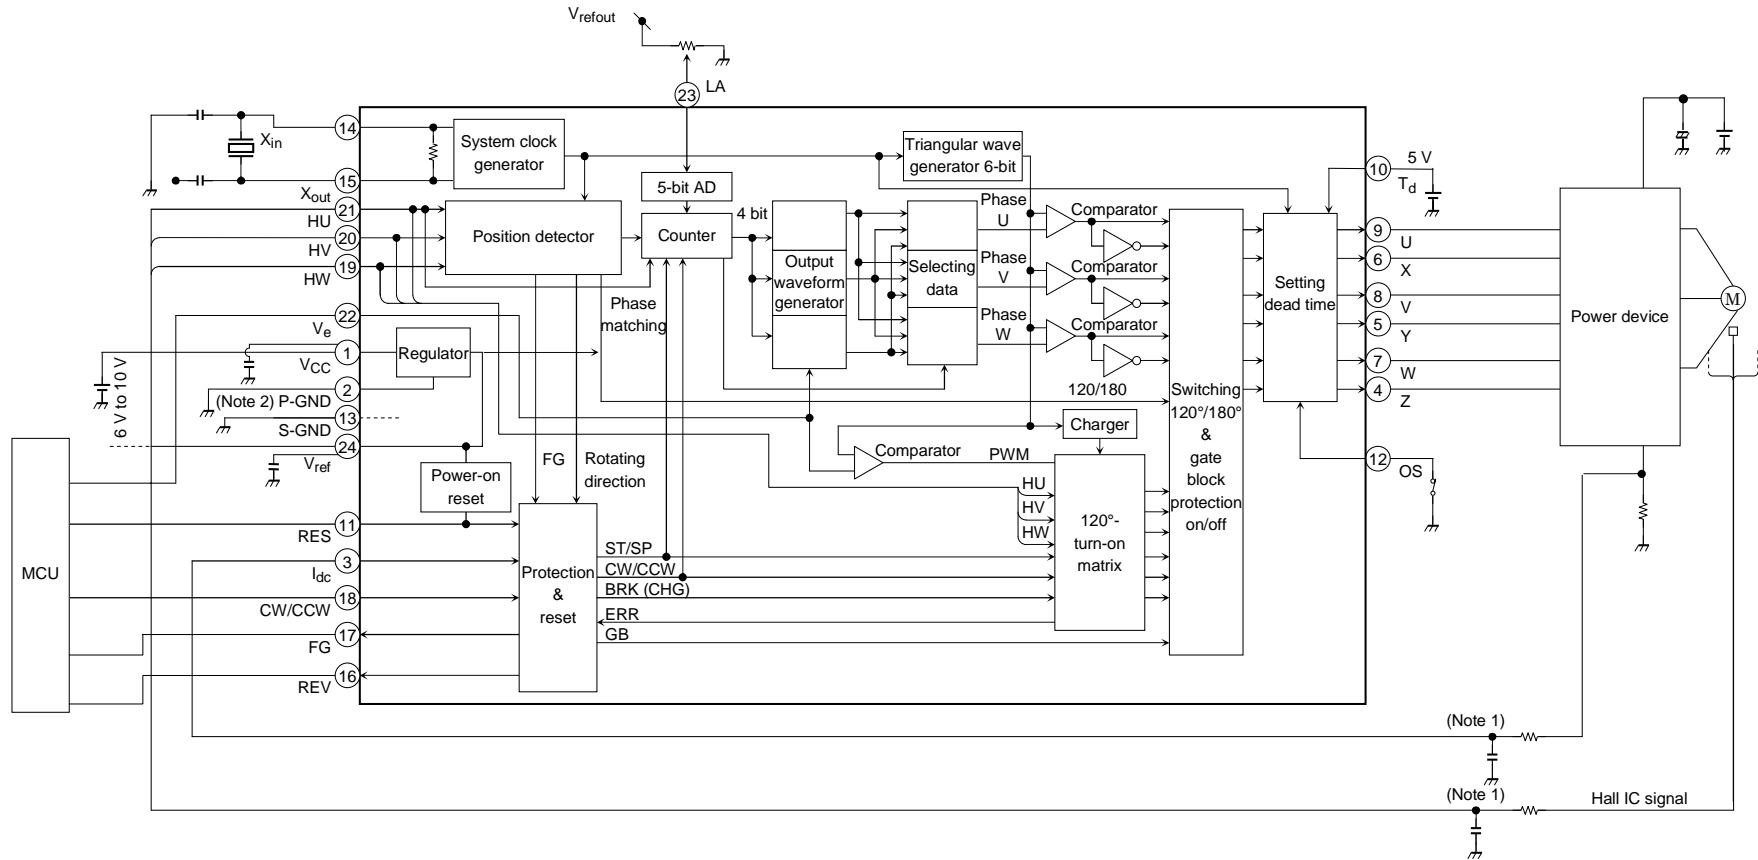 Vrefout
23
LA
14
Xin
15
Xout
System clock
generator
Triangular wave
generator 6-bit
5-bit AD
10
5 V
Td
21
HU
20
HV
19
HW
Position detector
Counter
4 bit
Output
waveform
generator
Selecting
data
Phase
U
Phase
V
Phase
W
Comparator
Comparator
Comparator
Phase
matching
Setting
dead time
9
U
6
X
8
V
5
Y
7
W
4
Z
Power device
M
22
Ve
1
VCC
Regulator
2
(Note 2) P-GND
13
S-GND
24
Vref
6 V to 10 V
120/180
Switching
120°/180°
&
gate
block
protection
on/off
Charger
Comparator
PWM
12
OS
FG
Rotating
direction
Power-on
reset
HU
HV
HW
120°-
turn-on
matrix
MCU
11
RES
3
Idc
18
CW/CCW
17
FG
16
REV
Protection
&
reset
ST/SP
CW/CCW
BRK (CHG)
ERR
GB
(Note 1)
(Note 1)
Hall IC signal